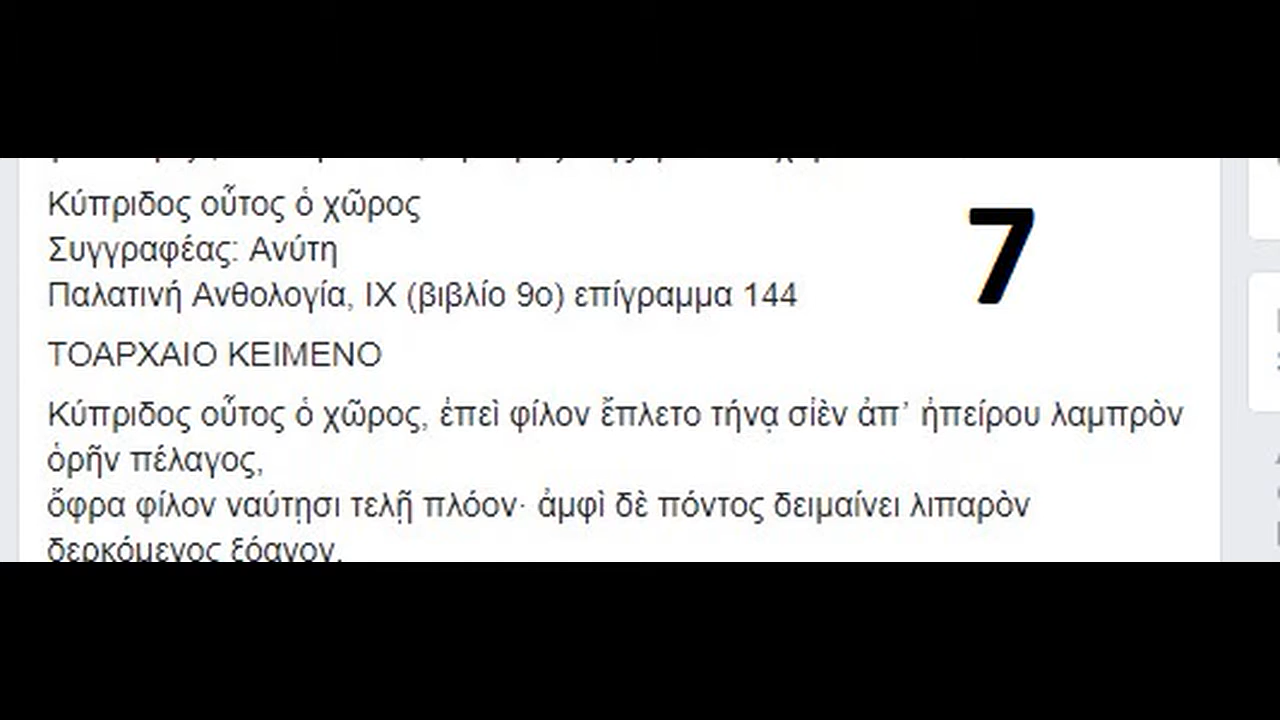 Κύπριδος οὗτος ὁ χῶρος
Συγγραφέας: Ανύτη
Παλατινή Ανθολογία, ΙΧ (βιβλίο 9ο) επίγραμμα 144
7
ΤΟΑΡΧΑΙΟ ΚΕΙΜΕΝΟ
Κύπριδος οὗτος ὁ χῶρος, ἐπεὶ φίλον ἔπλετο τήνᾳ σἰὲν ἀπ’ ἠπείρου λαμπρὸν
ὁρῆν πέλαγος,
ὄφρα φίλον ναύτῃσι τελῇ πλόον· ἀμφὶ δὲ πόντος δειμαίνει λιπαρὸν
δερκόμενος ξόανον.